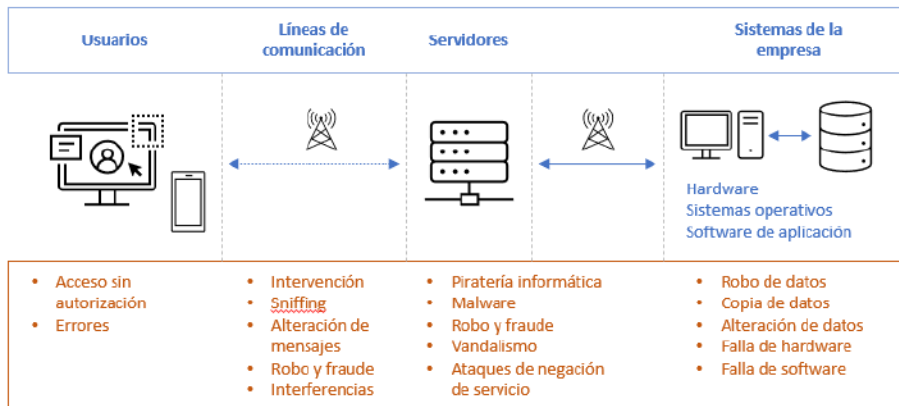 Usuarios
Líneas de
comunicación
Servidores
Sistemas de la
empresa
Hardware
Sistemas operativos
Software de aplicación
• Acceso sin
autorización
• Errores
• Intervención
• Sniffing
• Alteración de
mensajes
• Robo y fraude
• Interferencias
• Piratería informática
• Malware
• Robo y fraude
• Vandalismo
• Ataques de negación
de servicio
• Robo de datos
• Copia de datos
• Alteración de datos
• Falla de hardware
• Falla de software